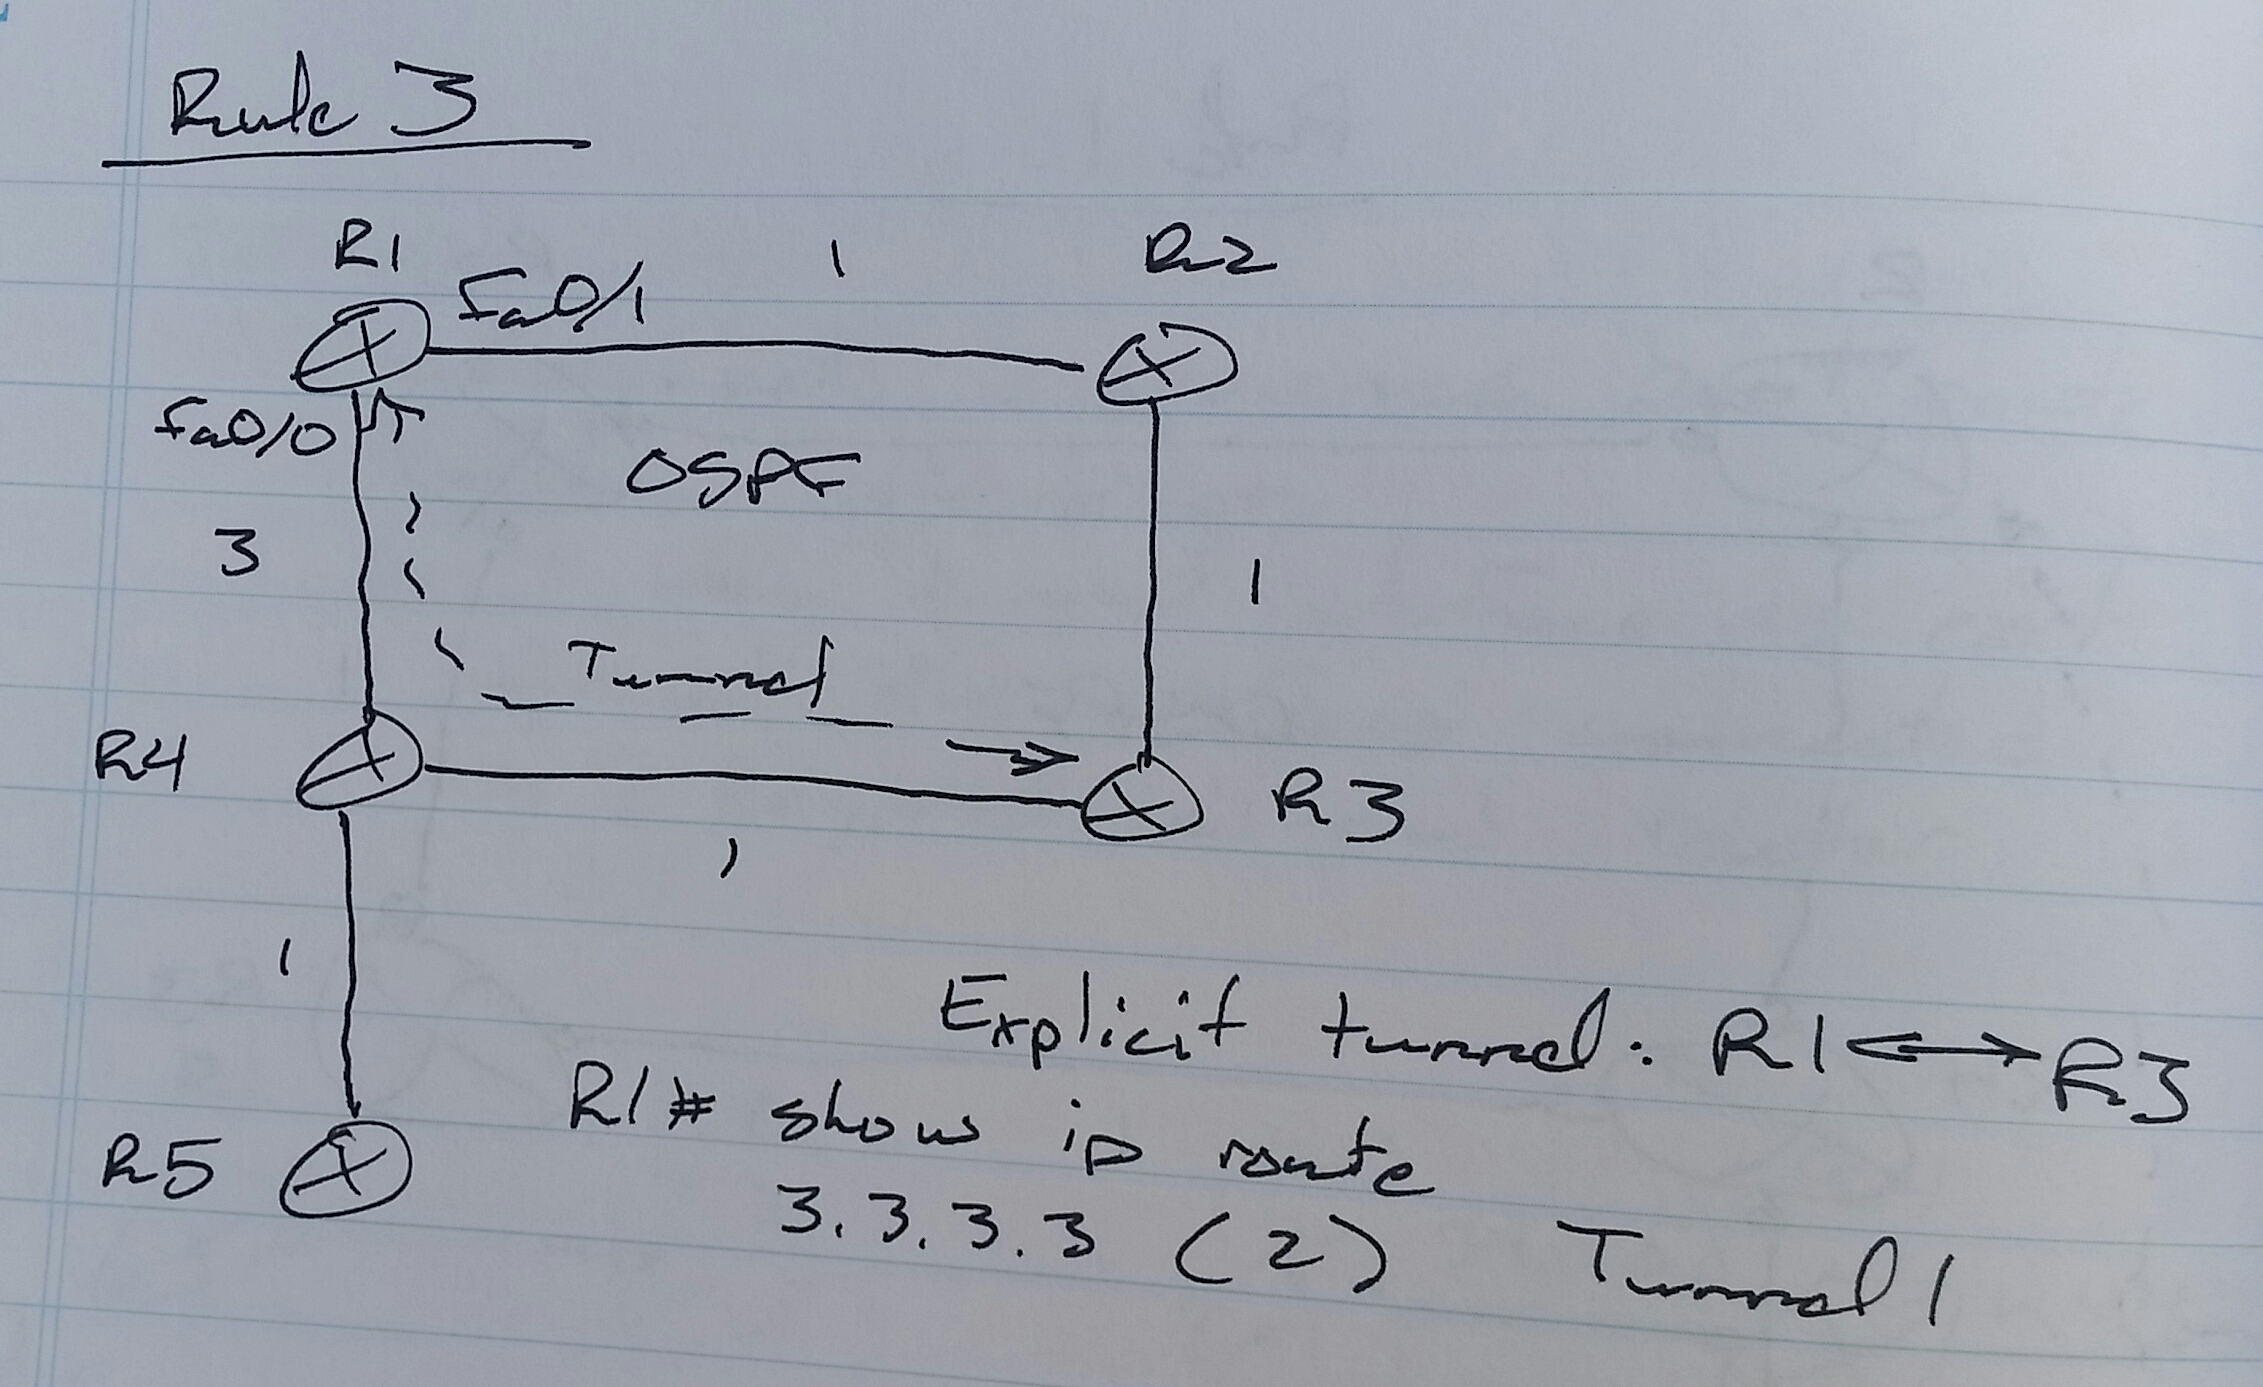 Rule 3
R1 1 R2
Fa0/1
Fa0/0
OSPF
3 1
Tunnel
R4
R3
1
1
Explicit tunnel: R1 ⟷ R3
R1# show ip route
R5
3.3.3.3 (2) Tunnel 1